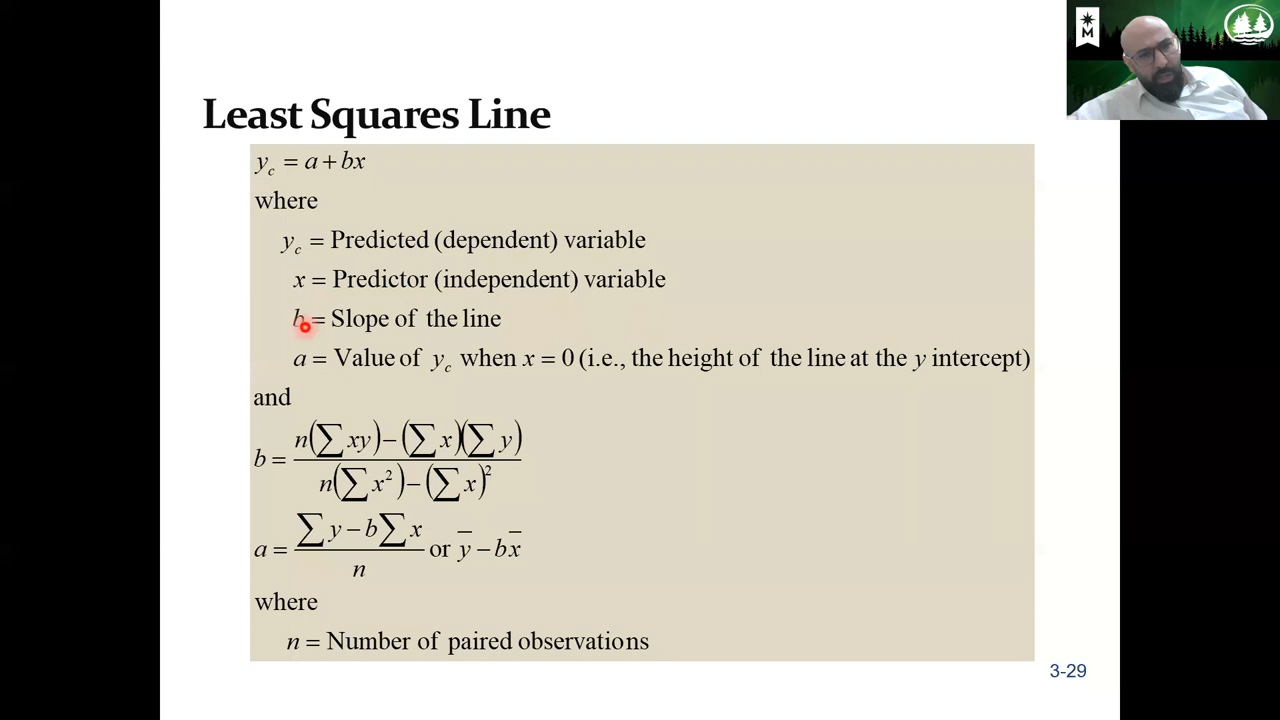 M
Least Squares Line
y_c = a + bx
where
y_c = Predicted (dependent) variable
x = Predictor (independent) variable
b = Slope of the line
a = Value of y_c when x = 0 (i.e., the height of the line at the y intercept)
and
b = \frac{n(∑ xy) − (∑ x)(∑ y)}{n(∑ x²) − (∑ x)²}
a = \frac{∑ y − b∑ x}{n} or y̅ − bx̅
where
n = Number of paired observations
3-29